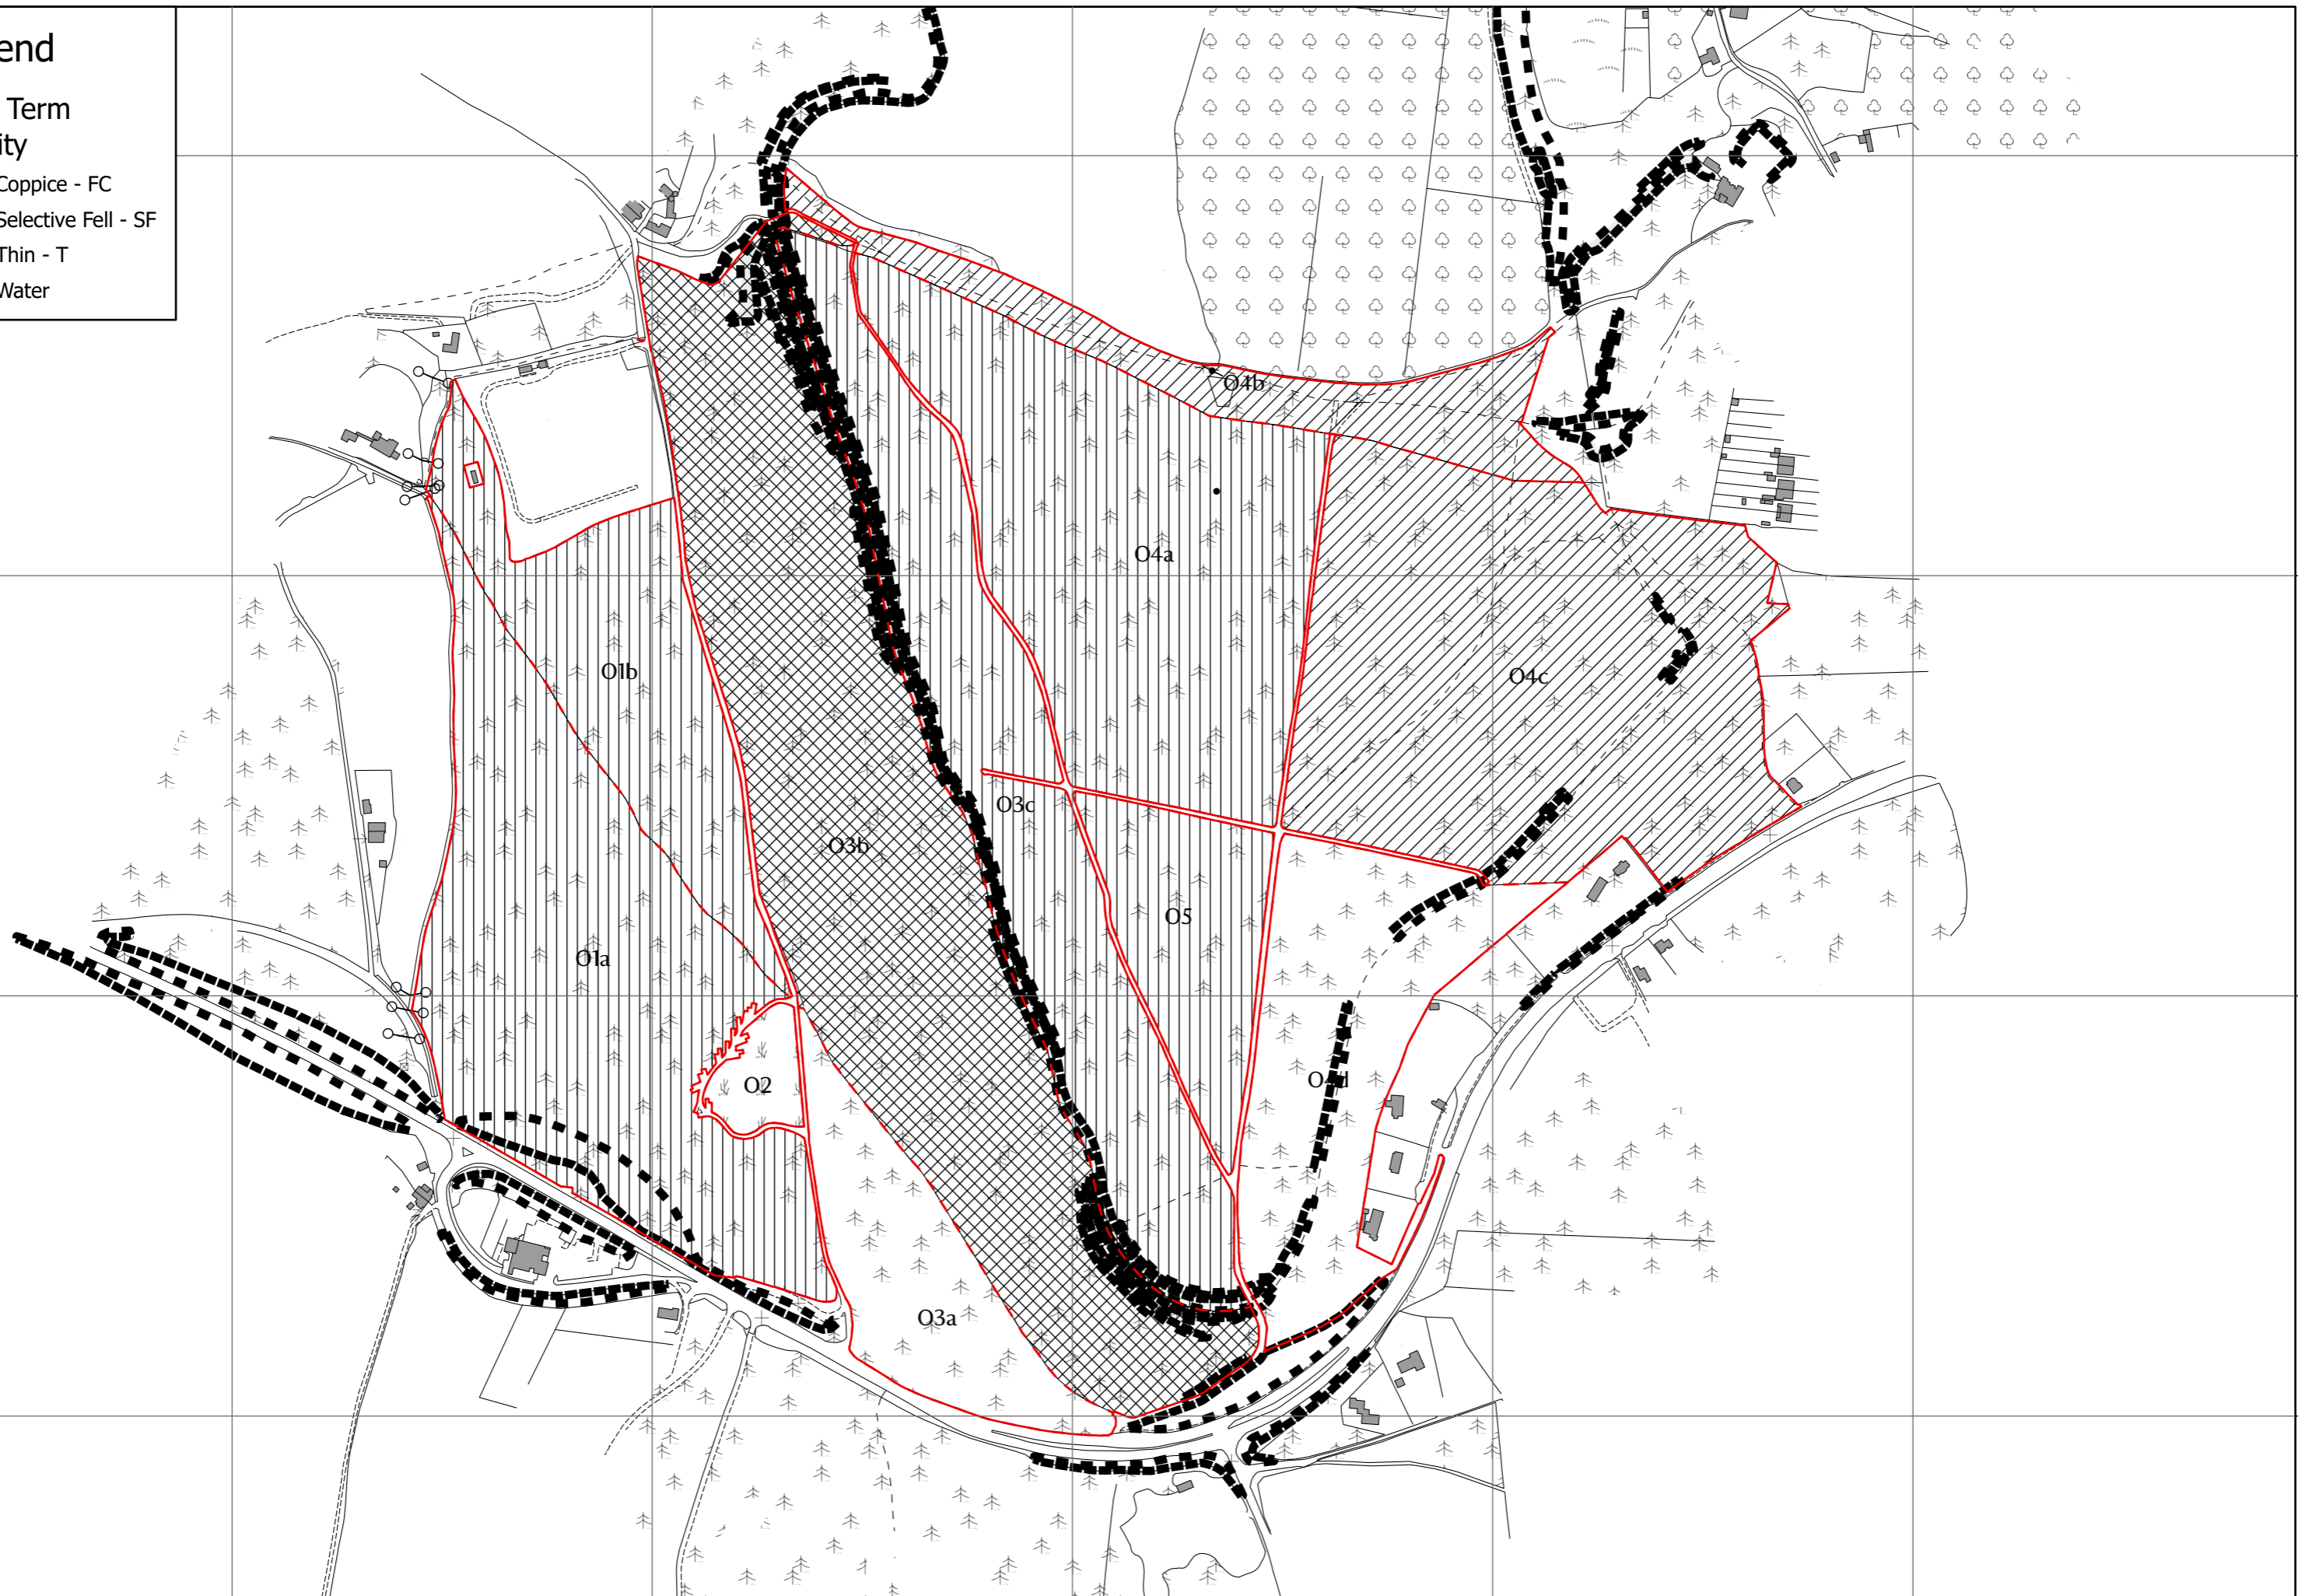 end
Term
ity
Coppice - FC
Selective Fell - SF
Thin - T
Water
O4b
O4a
O1b
O4c
O3c
O3b
O5
O1a
O4d
O2
O3a